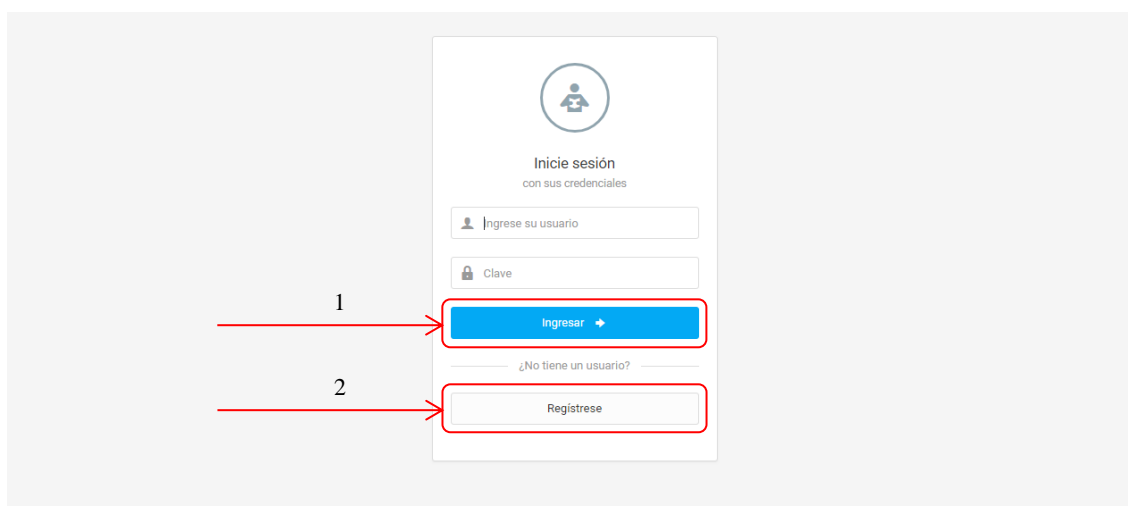 Inicie sesión
con sus credenciales
Ingrese su usuario
Clave
1
Ingresar
¿No tiene un usuario?
2
Regístrese